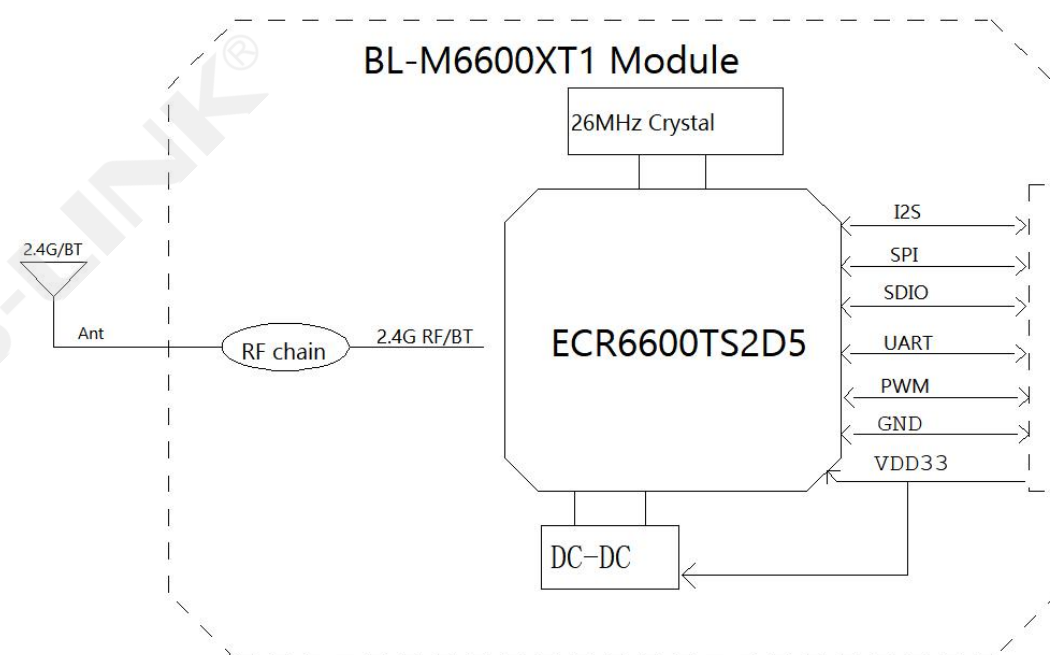 BL-M6600XT1 Module
26MHz Crystal
I2S
2.4G/BT
SPI
SDIO
Ant
2.4G RF/BT
RF chain
ECR6600TS2D5
UART
PWM
GND
VDD33
DC-DC
-LINK®